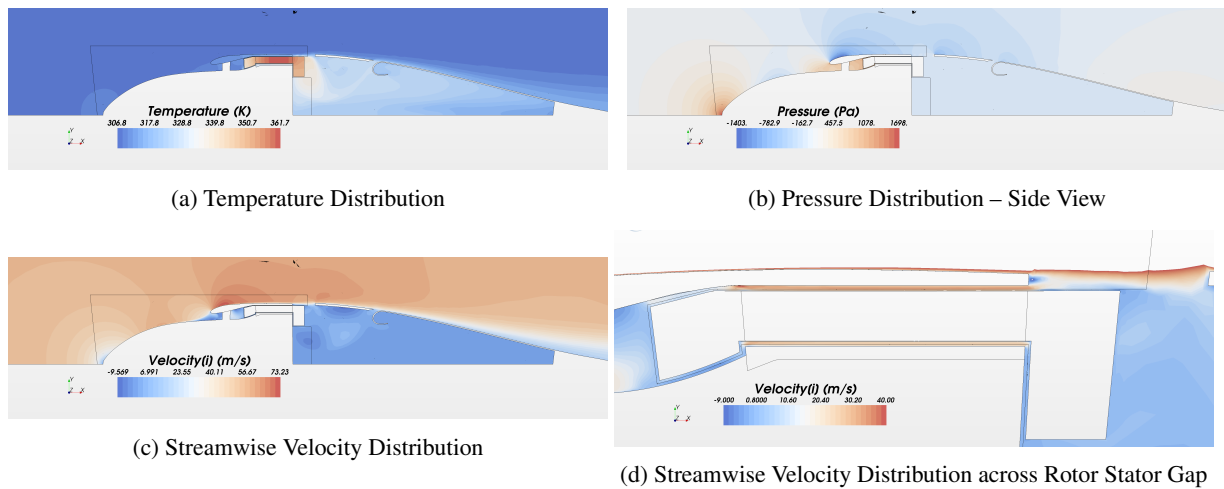 Temperature (K)
306.8 317.8 328.8 339.8 350.7 361.7
Y
Z X
(a) Temperature Distribution
Pressure (Pa)
-1403. -782.9 -162.7 457.5 1078. 1698.
Y
Z X
(b) Pressure Distribution – Side View
Velocity(i) (m/s)
-9.569 6.991 23.55 40.11 56.67 73.23
Y
Z X
(c) Streamwise Velocity Distribution
Velocity(i) (m/s)
-9.000 0.8000 10.60 20.40 30.20 40.00
Y
Z X
(d) Streamwise Velocity Distribution across Rotor Stator Gap